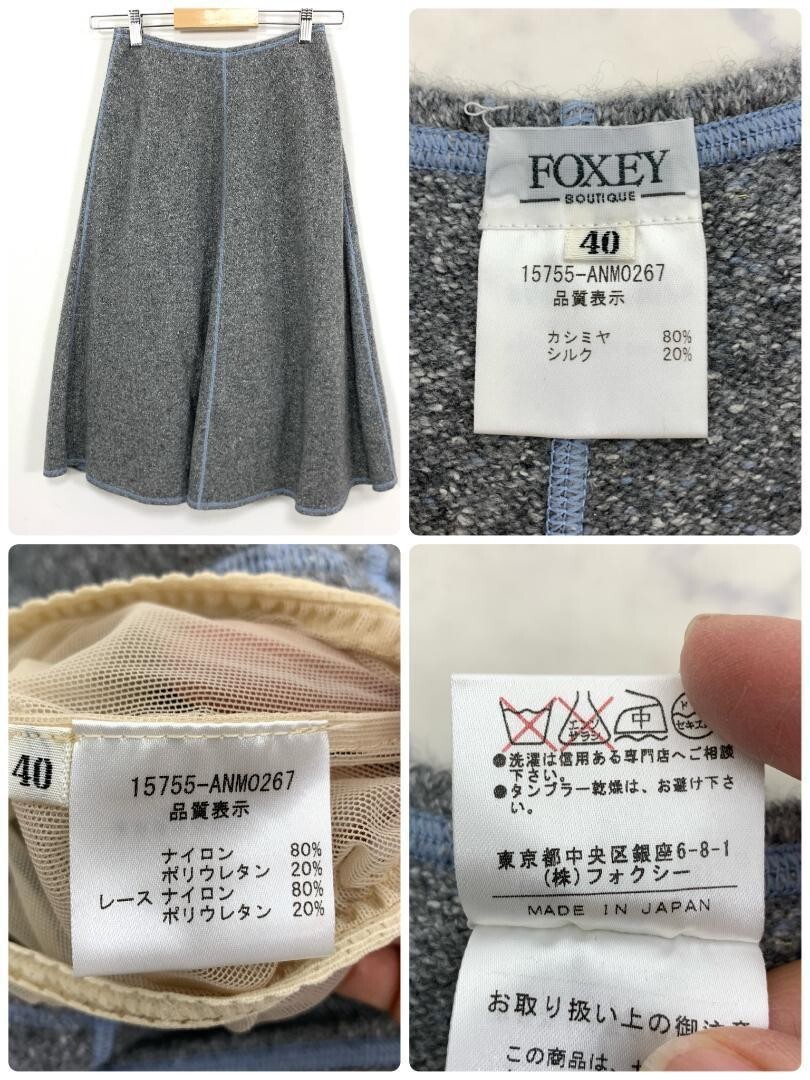 FOXEY
BOUTIQUE
40
15755-ANM0267
品質表示
カシミヤ 80%
シルク 20%
40
15755-ANM0267
品質表示
ナイロン 80%
ポリウレタン 20%
レース ナイロン 80%
ポリウレタン 20%
中
ド
セキユ
●洗濯は信用ある専門店へご相談
下さい。
●タンブラー乾燥は、お避け下さ
い。
東京都中央区銀座6-8-1
(株)フォクシー
MADE IN JAPAN
お取り扱い上の御注意
この商品は、